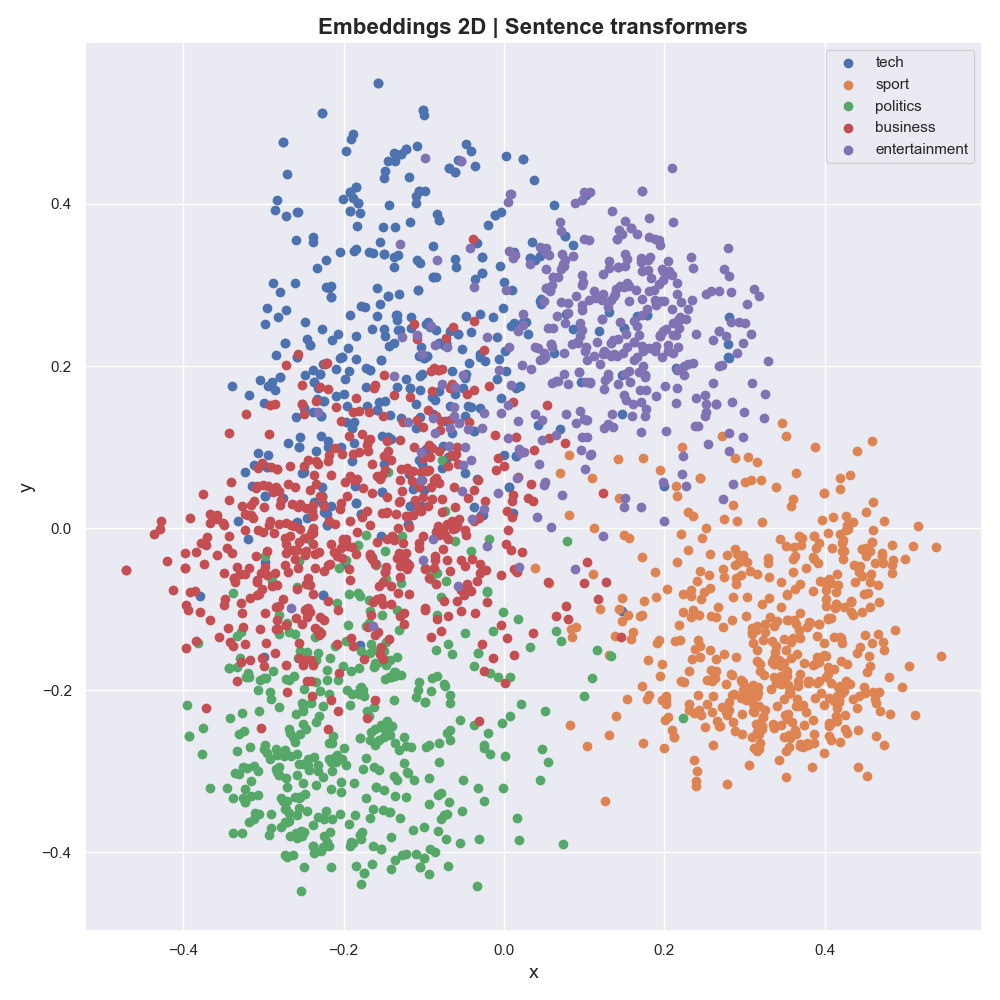 Embeddings 2D | Sentence transformers
tech
sport
politics
business
entertainment
0.4
0.2
0.0
−0.2
−0.4
y
−0.4
−0.2
0.0
0.2
0.4
x